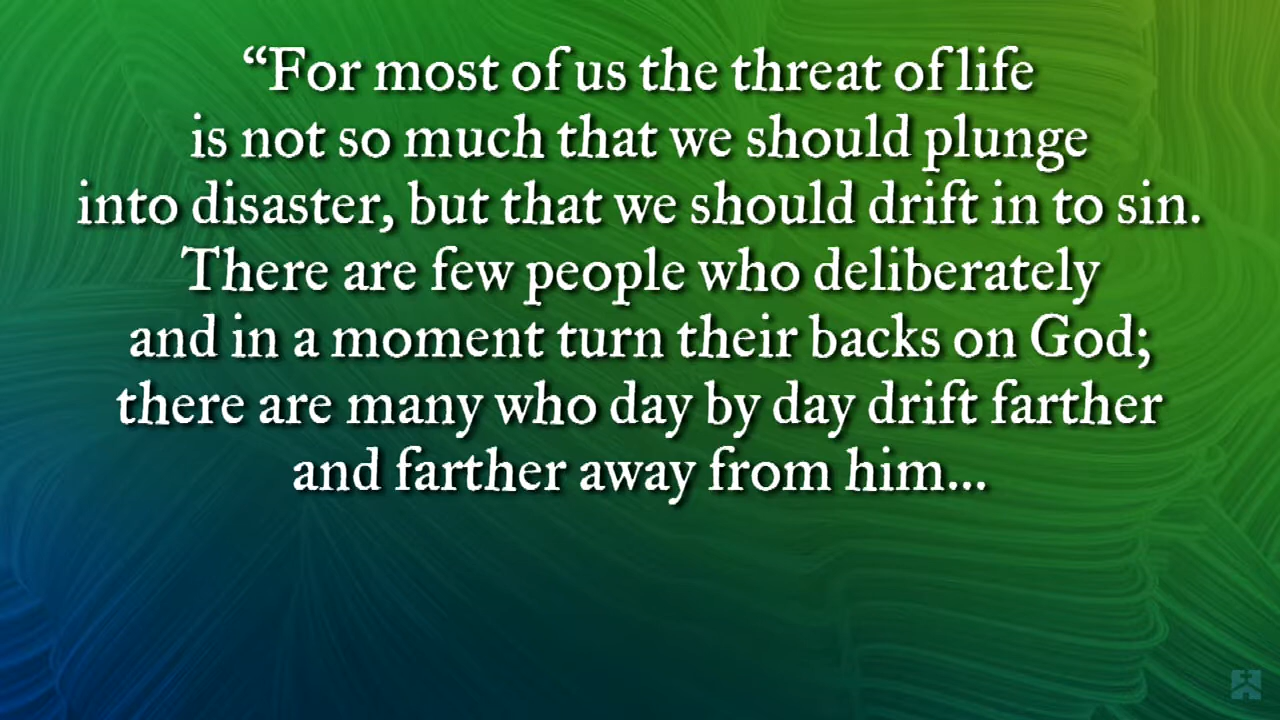 “For most of us the threat of life
is not so much that we should plunge
into disaster, but that we should drift in to sin.
There are few people who deliberately
and in a moment turn their backs on God;
there are many who day by day drift farther
and farther away from him...